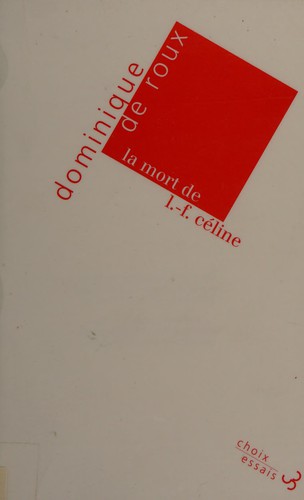 dominique
de roux
la mort de
l.-f. céline
choix
essais